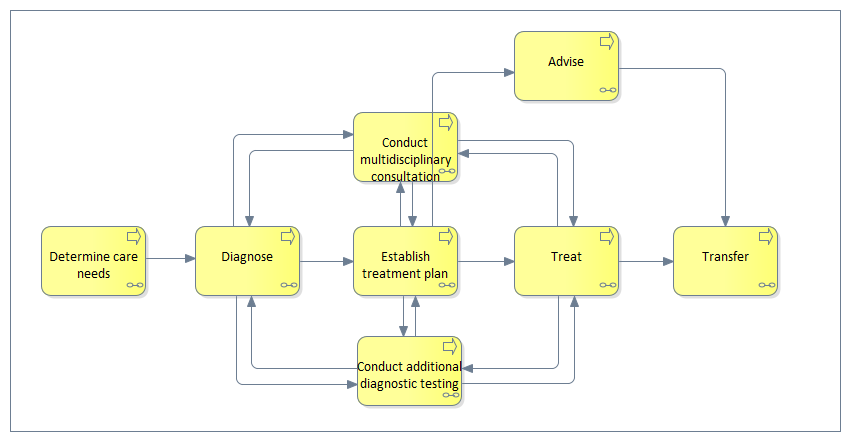 Advise
Conduct
multidisciplinary
consultation
Determine care
needs
Diagnose
Establish
treatment plan
Treat
Transfer
Conduct additional
diagnostic testing